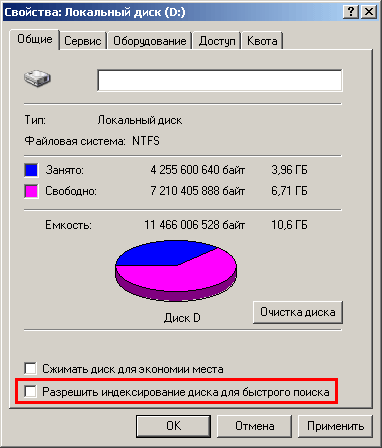 Свойства: Локальный диск (D:)
Общие Сервис Оборудование Доступ Квота
Тип: Локальный диск
Файловая система: NTFS
Занято: 4 255 600 640 байт 3,96 ГБ
Свободно: 7 210 405 888 байт 6,71 ГБ
Емкость: 11 466 006 528 байт 10,6 ГБ
Диск D
Очистка диска
Сжимать диск для экономии места
Разрешить индексирование диска для быстрого поиска
OK Отмена Применить